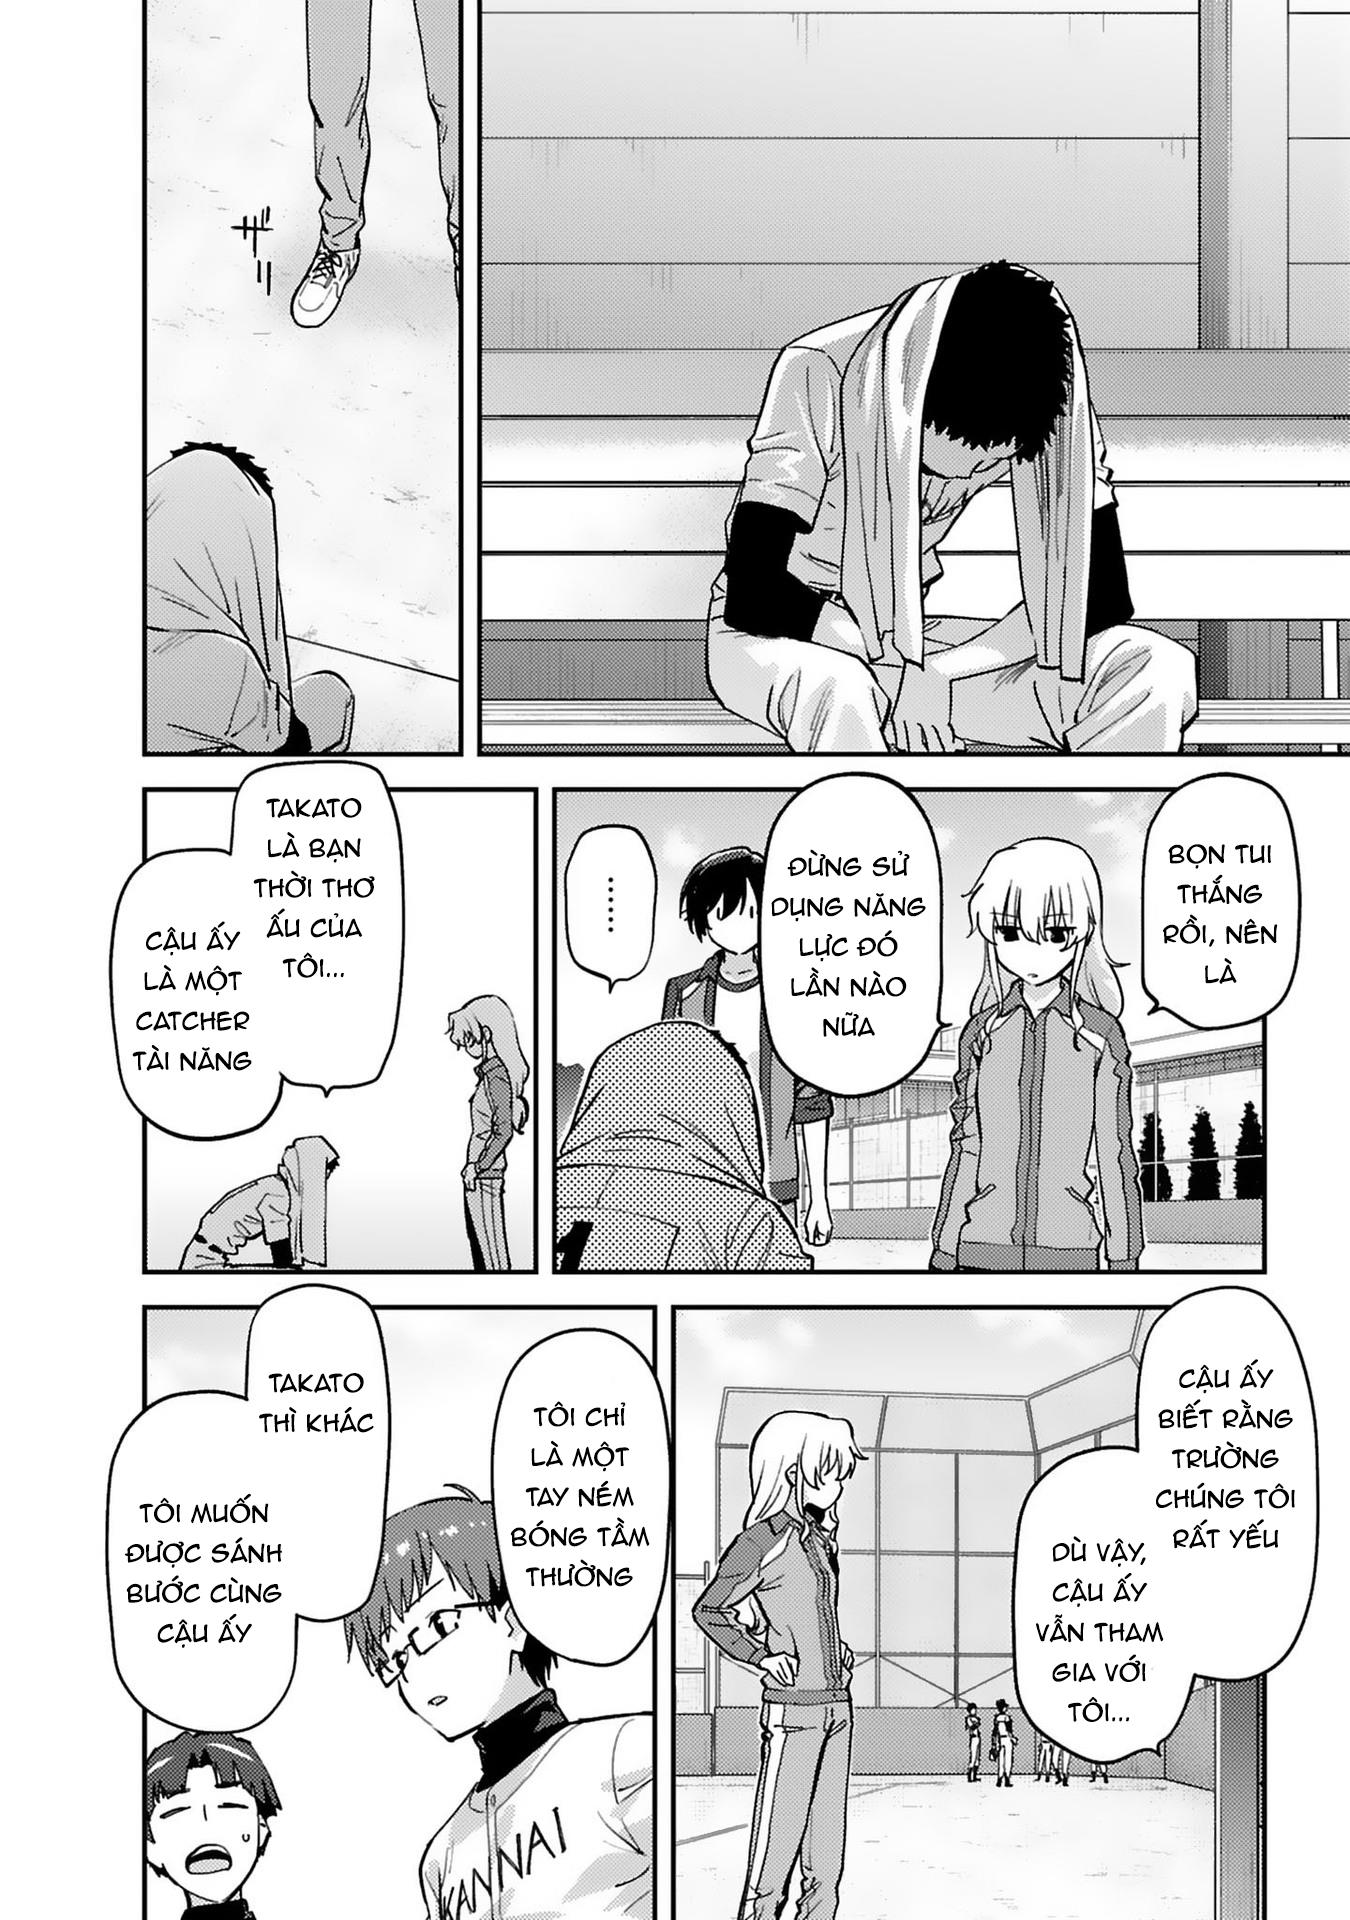 ザ
リ
BỌN TUI
THẮNG
RỒI, NÊN
LÀ
ĐỪNG SỬ
DỤNG NĂNG
LỰC ĐÓ
LẦN NÀO
NỮA
.......
TAKATO
LÀ BẠN
THỜI THƠ
ẤU CỦA
TÔI...
CẬU ẤY
LÀ MỘT
CATCHER
TÀI NĂNG
CẬU ẤY
BIẾT RẰNG
TRƯỜNG
CHÚNG TÔI
RẤT YẾU
DÙ VẬY,
CẬU ẤY
VẪN THAM
GIA VỚI
TÔI...
TÔI CHỈ
LÀ MỘT
TAY NÉM
BÓNG TẦM
THƯỜNG
TAKATO
THÌ KHÁC
TÔI MUỐN
ĐƯỢC SÁNH
BƯỚC CÙNG
CẬU ẤY
KANNAI
1